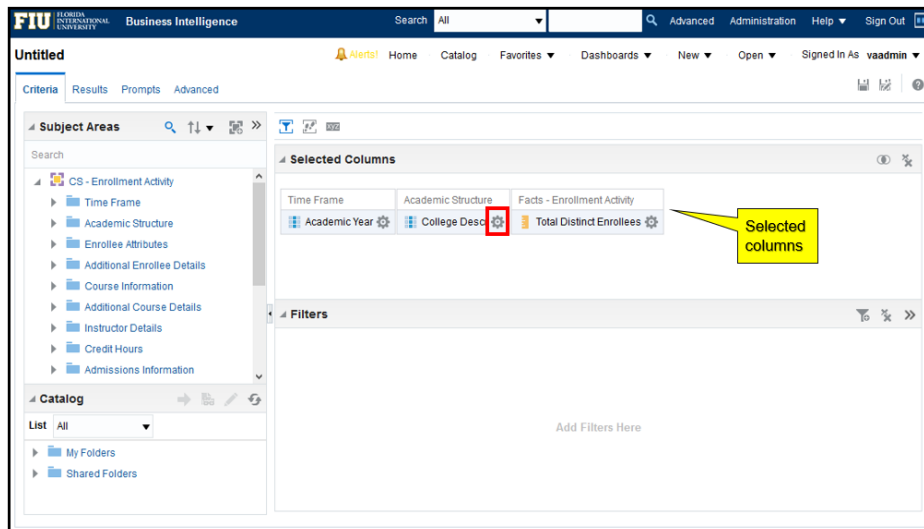 FIU FLORIDA INTERNATIONAL UNIVERSITY Business Intelligence Search All Advanced Administration Help Sign Out
Untitled Alerts! Home Catalog Favorites Dashboards New Open Signed In As vaadmin
Criteria Results Prompts Advanced
Subject Areas
Search
CS - Enrollment Activity
Time Frame
Academic Structure
Enrollee Attributes
Additional Enrollee Details
Course Information
Additional Course Details
Instructor Details
Credit Hours
Admissions Information
Catalog
List All
My Folders
Shared Folders
XYZ
Selected Columns
Time Frame Academic Structure Facts - Enrollment Activity
Academic Year College Desc Total Distinct Enrollees
Selected
columns
Filters
Add Filters Here